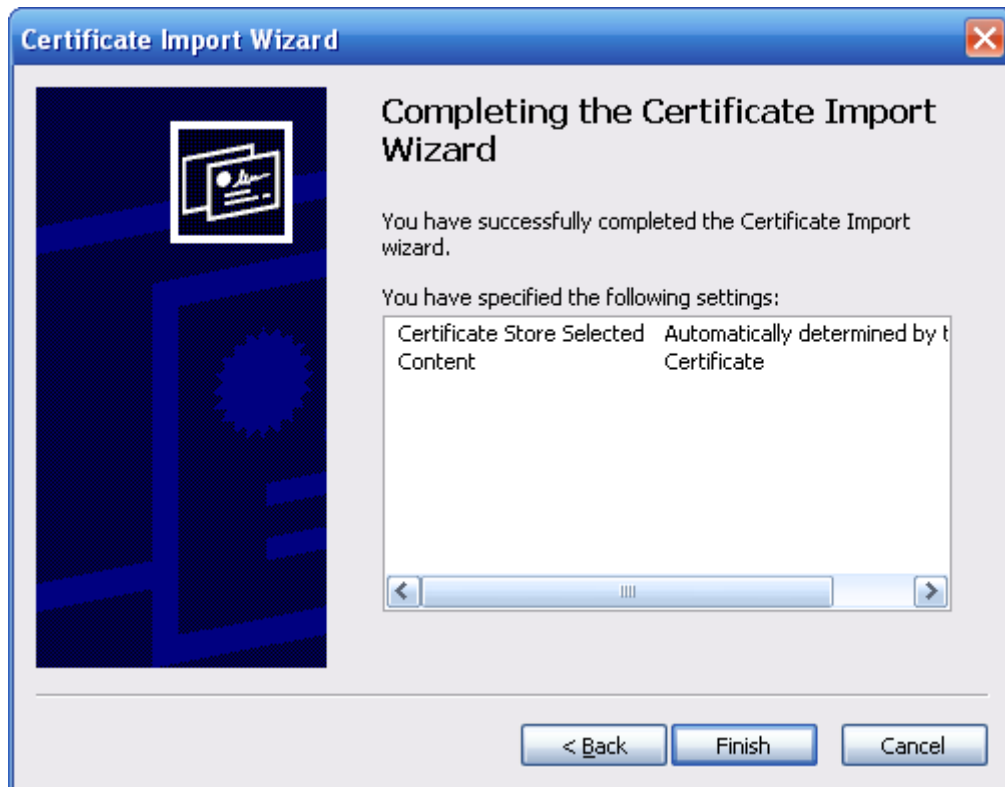 Certificate Import Wizard
Completing the Certificate Import
Wizard
You have successfully completed the Certificate Import
wizard.
You have specified the following settings:
Certificate Store Selected Automatically determined by t
Content Certificate
< Back Finish Cancel